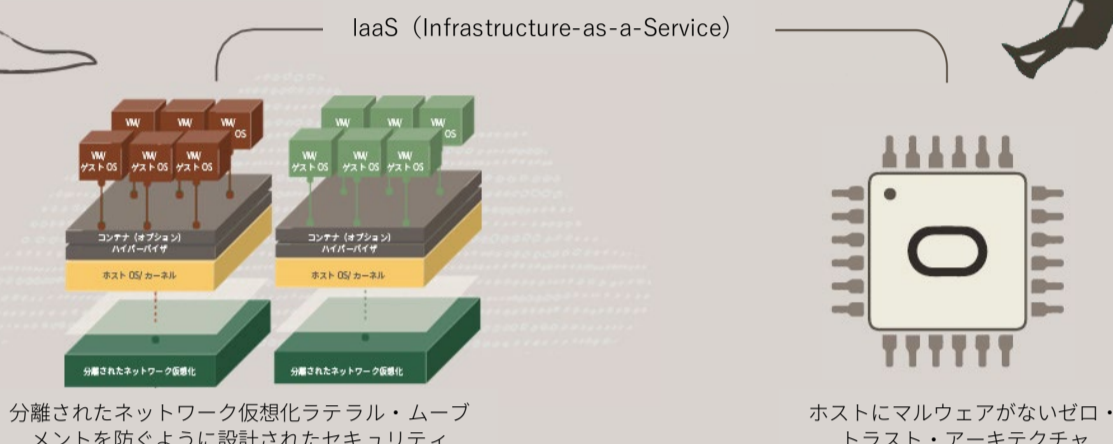 IaaS（Infrastructure-as-a-Service）
VM/
VM/
VM/
OS
VM/
ゲスト OS
VM/
ゲスト OS
VM/
ゲスト OS
コンテナ（オプション）
ハイパーバイザ
ホスト OS/ カーネル
分離されたネットワーク仮想化
VM/
VM/
VM/
OS
VM/
ゲスト OS
VM/
ゲスト OS
VM/
ゲスト OS
コンテナ（オプション）
ハイパーバイザ
ホスト OS/ カーネル
分離されたネットワーク仮想化
分離されたネットワーク仮想化ラテラル・ムーブ
メントを防ぐように設計されたセキュリティ
ホストにマルウェアがないゼロ・
トラスト・アーキテクチャ